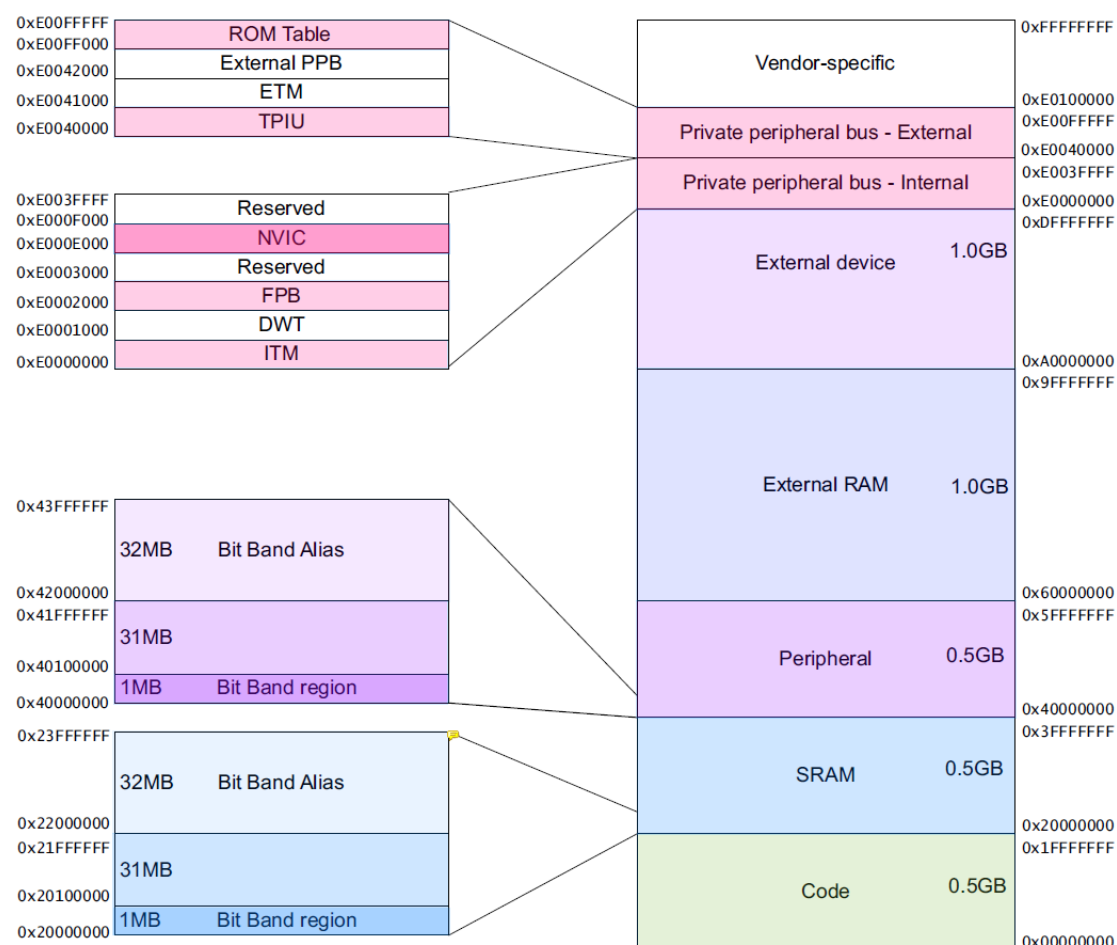 0xE00FFFFF
ROM Table
0xE00FF000
External PPB
0xE0042000
ETM
0xE0041000
TPIU
0xE0040000
0xE003FFFF
Reserved
0xE000F000
NVIC
0xE000E000
Reserved
0xE0003000
FPB
0xE0002000
DWT
0xE0001000
ITM
0xE0000000
0x43FFFFFF
32MB Bit Band Alias
0x42000000
0x41FFFFFF
31MB
0x40100000
1MB Bit Band region
0x40000000
0x23FFFFFF
32MB Bit Band Alias
0x22000000
0x21FFFFFF
31MB
0x20100000
1MB Bit Band region
0x20000000
0xFFFFFFFF
Vendor-specific
0xE0100000
0xE00FFFFF
Private peripheral bus - External
0xE0040000
0xE003FFFF
Private peripheral bus - Internal
0xE0000000
0xDFFFFFFF
External device 1.0GB
0xA0000000
0x9FFFFFFF
External RAM 1.0GB
0x60000000
0x5FFFFFFF
Peripheral 0.5GB
0x40000000
0x3FFFFFFF
SRAM 0.5GB
0x20000000
0x1FFFFFFF
Code 0.5GB
0x00000000